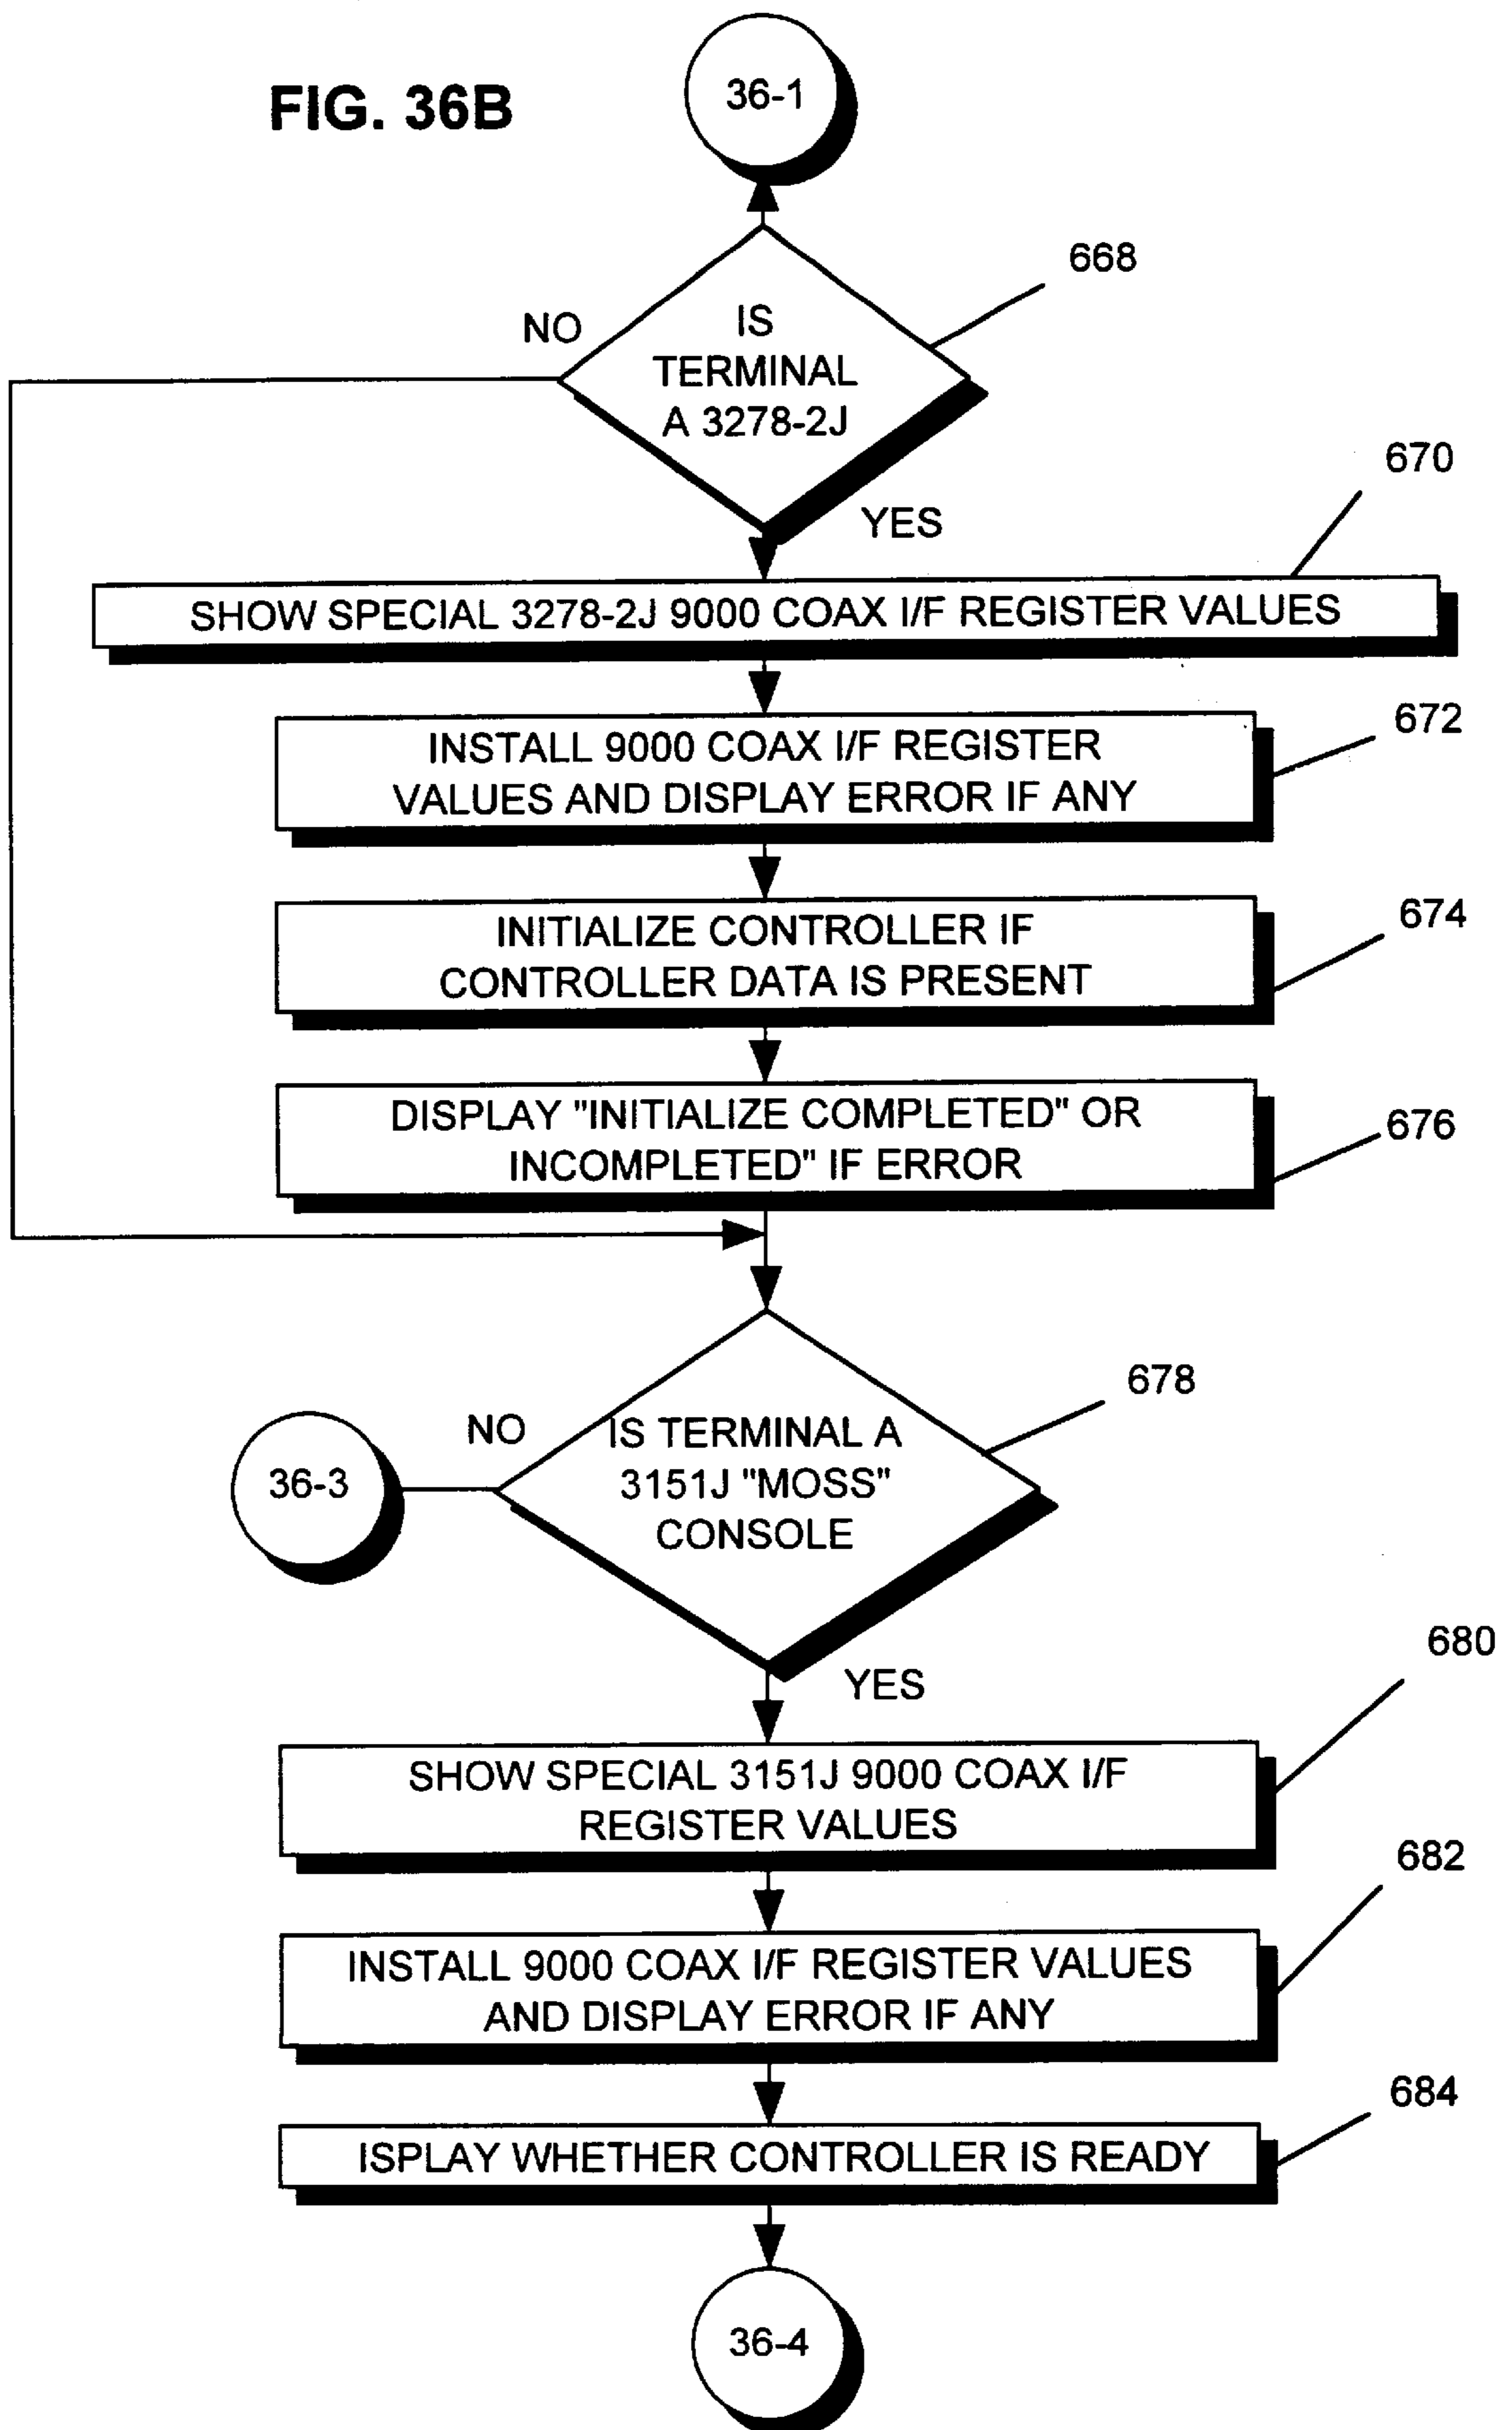 FIG. 36B
36-1
668
NO
IS
TERMINAL
A 3278-2J
YES
670
SHOW SPECIAL 3278-2J 9000 COAX I/F REGISTER VALUES
672
INSTALL 9000 COAX I/F REGISTER
VALUES AND DISPLAY ERROR IF ANY
674
INITIALIZE CONTROLLER IF
CONTROLLER DATA IS PRESENT
676
DISPLAY "INITIALIZE COMPLETED" OR
INCOMPLETED" IF ERROR
678
NO
36-3
IS TERMINAL A
3151J "MOSS"
CONSOLE
YES
680
SHOW SPECIAL 3151J 9000 COAX I/F
REGISTER VALUES
682
INSTALL 9000 COAX I/F REGISTER VALUES
AND DISPLAY ERROR IF ANY
684
ISPLAY WHETHER CONTROLLER IS READY
36-4